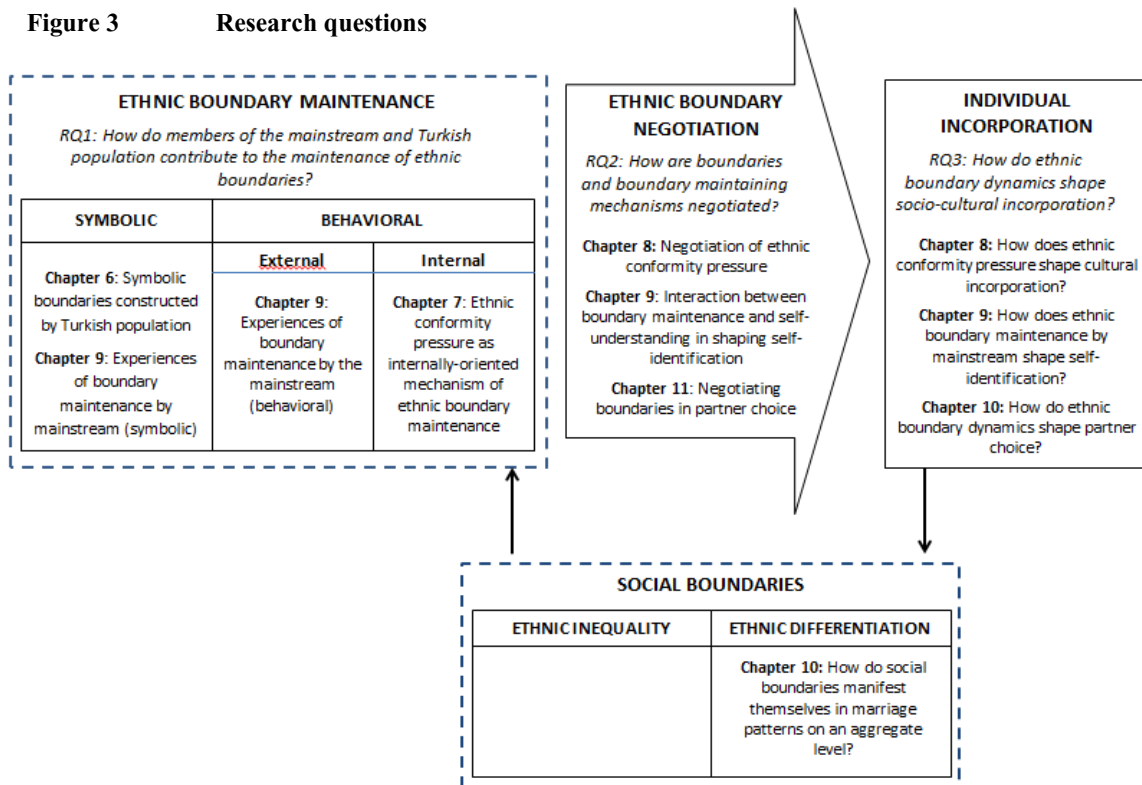 Figure 3 Research questions
ETHNIC BOUNDARY MAINTENANCE
RQ1: How do members of the mainstream and Turkish
population contribute to the maintenance of ethnic
boundaries?
SYMBOLIC
BEHAVIORAL
External
Internal
Chapter 6: Symbolic
boundaries constructed
by Turkish population
Chapter 9: Experiences
of boundary
maintenance by
mainstream (symbolic)
Chapter 9:
Experiences of
boundary
maintenance by the
mainstream
(behavioral)
Chapter 7: Ethnic
conformity
pressure as
internally-oriented
mechanism of
ethnic boundary
maintenance
ETHNIC BOUNDARY
NEGOTIATION
RQ2: How are boundaries
and boundary maintaining
mechanisms negotiated?
Chapter 8: Negotiation of ethnic
conformity pressure
Chapter 9: Interaction between
boundary maintenance and self-
understanding in shaping self-
identification
Chapter 11: Negotiating
boundaries in partner choice
INDIVIDUAL
INCORPORATION
RQ3: How do ethnic
boundary dynamics shape
socio-cultural incorporation?
Chapter 8: How does ethnic
conformity pressure shape cultural
incorporation?
Chapter 9: How does ethnic
boundary maintenance by
mainstream shape self-
identification?
Chapter 10: How do ethnic
boundary dynamics shape partner
choice?
SOCIAL BOUNDARIES
ETHNIC INEQUALITY
ETHNIC DIFFERENTIATION
Chapter 10: How do social
boundaries manifest
themselves in marriage
patterns on an aggregate
level?